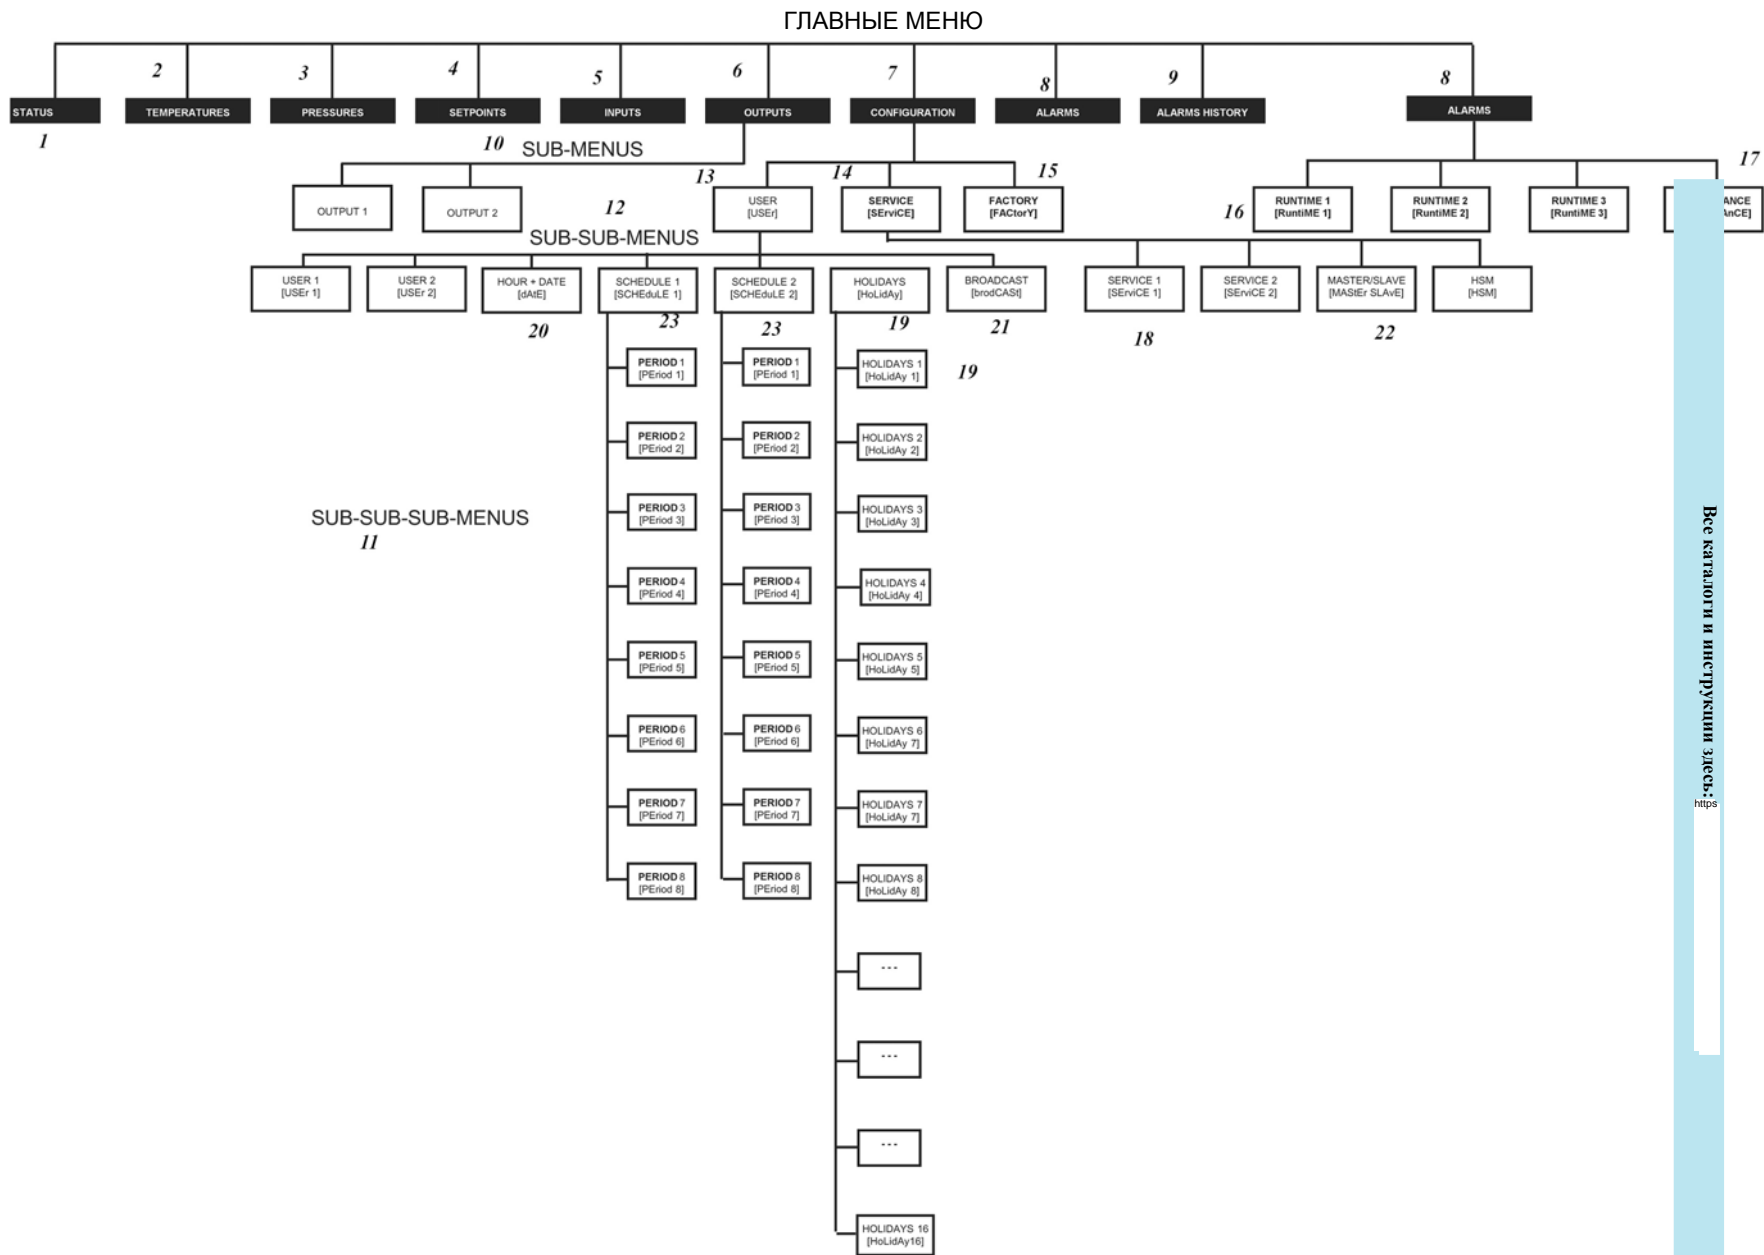 ГЛАВНЫЕ МЕНЮ
2
3
4
5
6
7
8
9
8
STATUS
TEMPERATURES
PRESSURES
SETPOINTS
INPUTS
OUTPUTS
CONFIGURATION
ALARMS
ALARMS HISTORY
ALARMS
1
10
SUB-MENUS
13
14
15
17
OUTPUT 1
OUTPUT 2
12
USER
[USEr]
SERVICE
[SErviCE]
FACTORY
[FACtorY]
16
RUNTIME 1
[RuntiME 1]
RUNTIME 2
[RuntiME 2]
RUNTIME 3
[RuntiME 3]
ANCE
AnCE]
SUB-SUB-MENUS
USER 1
[USEr 1]
USER 2
[USEr 2]
HOUR + DATE
[dAtE]
SCHEDULE 1
[SCHEduLE 1]
SCHEDULE 2
[SCHEduLE 2]
HOLIDAYS
[HoLidAy]
BROADCAST
[brodCASt]
SERVICE 1
[SErviCE 1]
SERVICE 2
[SErviCE 2]
MASTER/SLAVE
[MAStEr SLAvE]
HSM
[HSM]
20
23
23
19
21
18
22
PERIOD 1
[PEriod 1]
PERIOD 1
[PEriod 1]
HOLIDAYS 1
[HoLidAy 1]
19
PERIOD 2
[PEriod 2]
PERIOD 2
[PEriod 2]
HOLIDAYS 2
[HoLidAy 2]
PERIOD 3
[PEriod 3]
PERIOD 3
[PEriod 3]
HOLIDAYS 3
[HoLidAy 3]
SUB-SUB-SUB-MENUS
11
PERIOD 4
[PEriod 4]
PERIOD 4
[PEriod 4]
HOLIDAYS 4
[HoLidAy 4]
PERIOD 5
[PEriod 5]
PERIOD 5
[PEriod 5]
HOLIDAYS 5
[HoLidAy 5]
PERIOD 6
[PEriod 6]
PERIOD 6
[PEriod 6]
HOLIDAYS 6
[HoLidAy 7]
PERIOD 7
[PEriod 7]
PERIOD 7
[PEriod 7]
HOLIDAYS 7
[HoLidAy 7]
PERIOD 8
[PEriod 8]
PERIOD 8
[PEriod 8]
HOLIDAYS 8
[HoLidAy 8]
---
---
---
HOLIDAYS 16
[HoLidAy16]
Все каталоги и инструкции здесь:
https